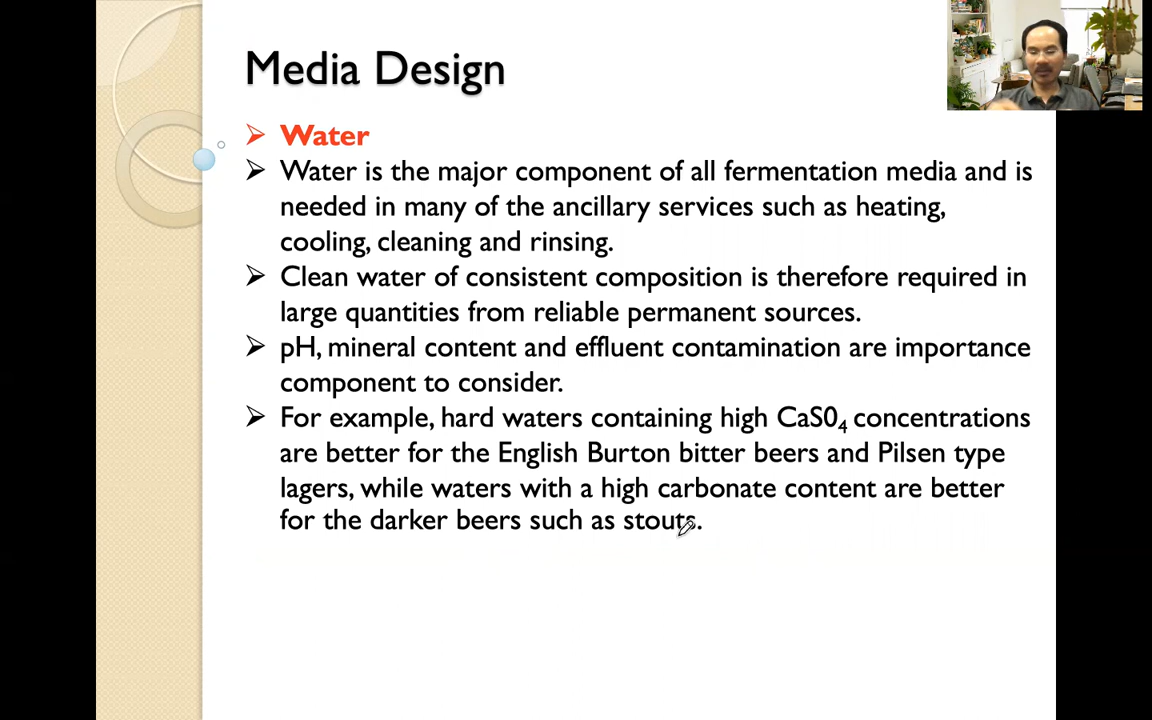 Media Design
Water
Water is the major component of all fermentation media and is
needed in many of the ancillary services such as heating,
cooling, cleaning and rinsing.
Clean water of consistent composition is therefore required in
large quantities from reliable permanent sources.
pH, mineral content and effluent contamination are importance
component to consider.
For example, hard waters containing high CaS0₄ concentrations
are better for the English Burton bitter beers and Pilsen type
lagers, while waters with a high carbonate content are better
for the darker beers such as stouts.